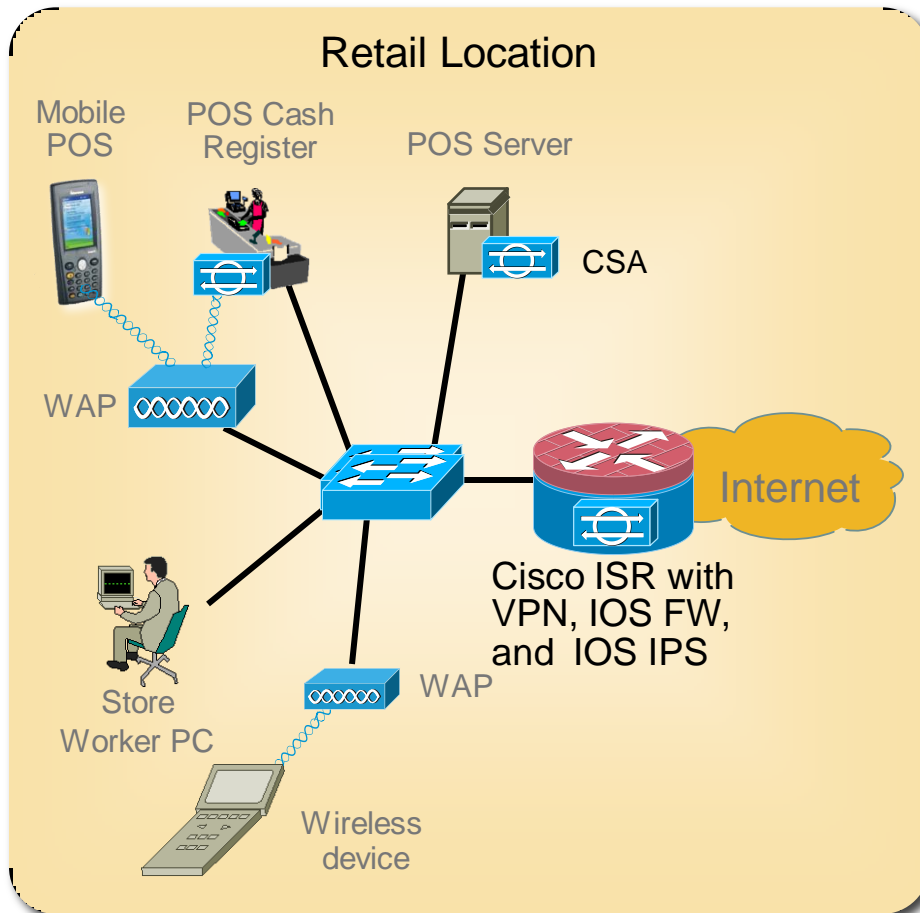 Retail Location
Mobile
POS
POS Cash
Register
POS Server
CSA
WAP
Internet
Cisco ISR with
VPN, IOS FW,
and IOS IPS
WAP
Store
Worker PC
Wireless
device